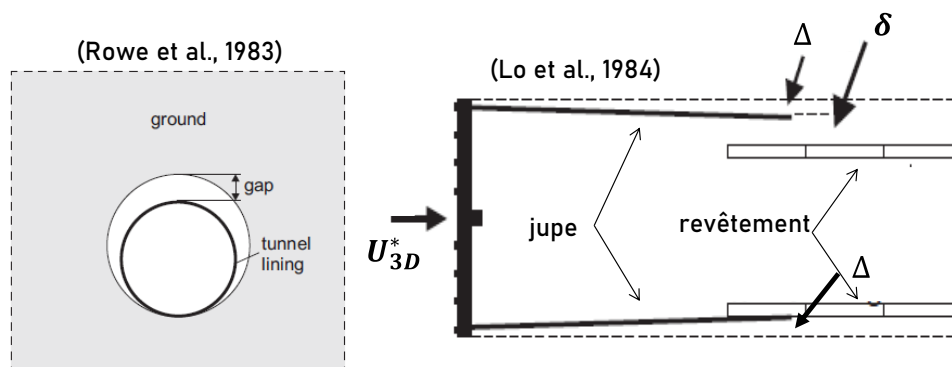 (Rowe et al., 1983)
ground
gap
tunnel
lining
(Lo et al., 1984)
Δ
δ
U*3D
jupe
revêtement
Δ